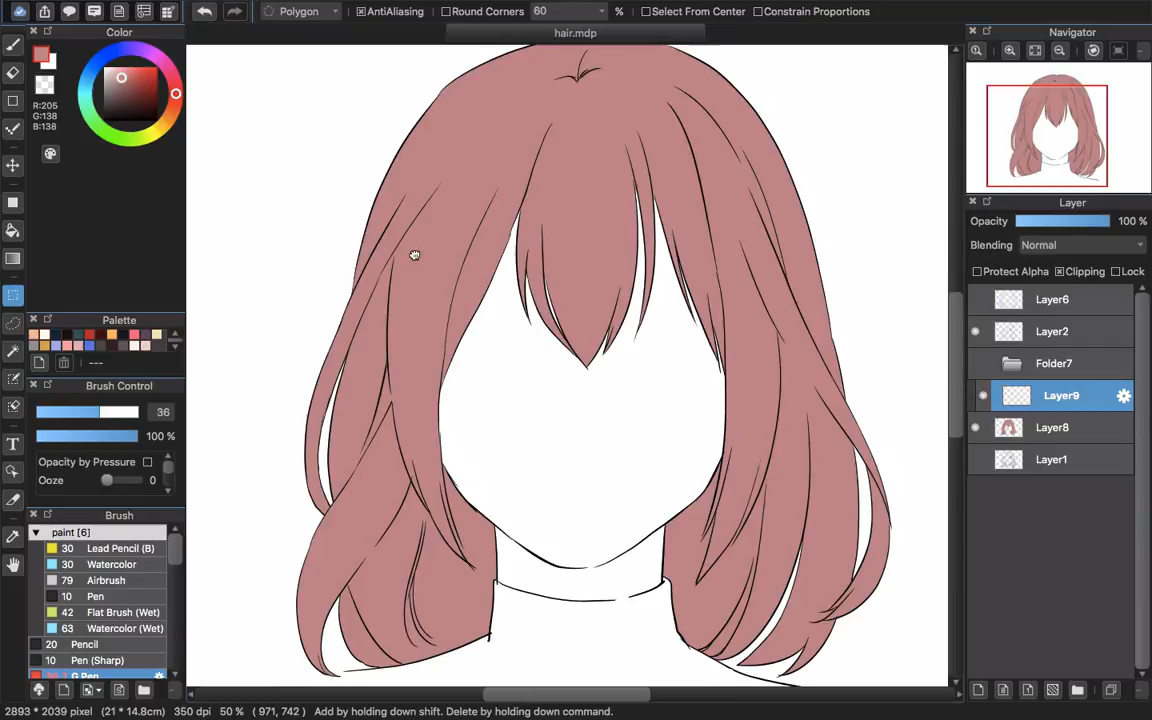 Polygon
AntiAliasing
Round Corners
60
%
Select From Center
Constrain Proportions
hair.mdp
Color
R:205
G:138
B:138
Palette
---
Brush Control
36
100 %
Opacity by Pressure
Ooze
0
Brush
paint [6]
30 Lead Pencil (B)
30 Watercolor
79 Airbrush
10 Pen
42 Flat Brush (Wet)
63 Watercolor (Wet)
20 Pencil
10 Pen (Sharp)
G Pen
Navigator
Layer
Opacity
100 %
Blending
Normal
Protect Alpha
Clipping
Lock
Layer6
Layer2
Folder7
Layer9
Layer8
Layer1
2893 * 2039 pixel (21 * 14.8cm) 350 dpi 50 % ( 971, 742 ) Add by holding down shift. Delete by holding down command.